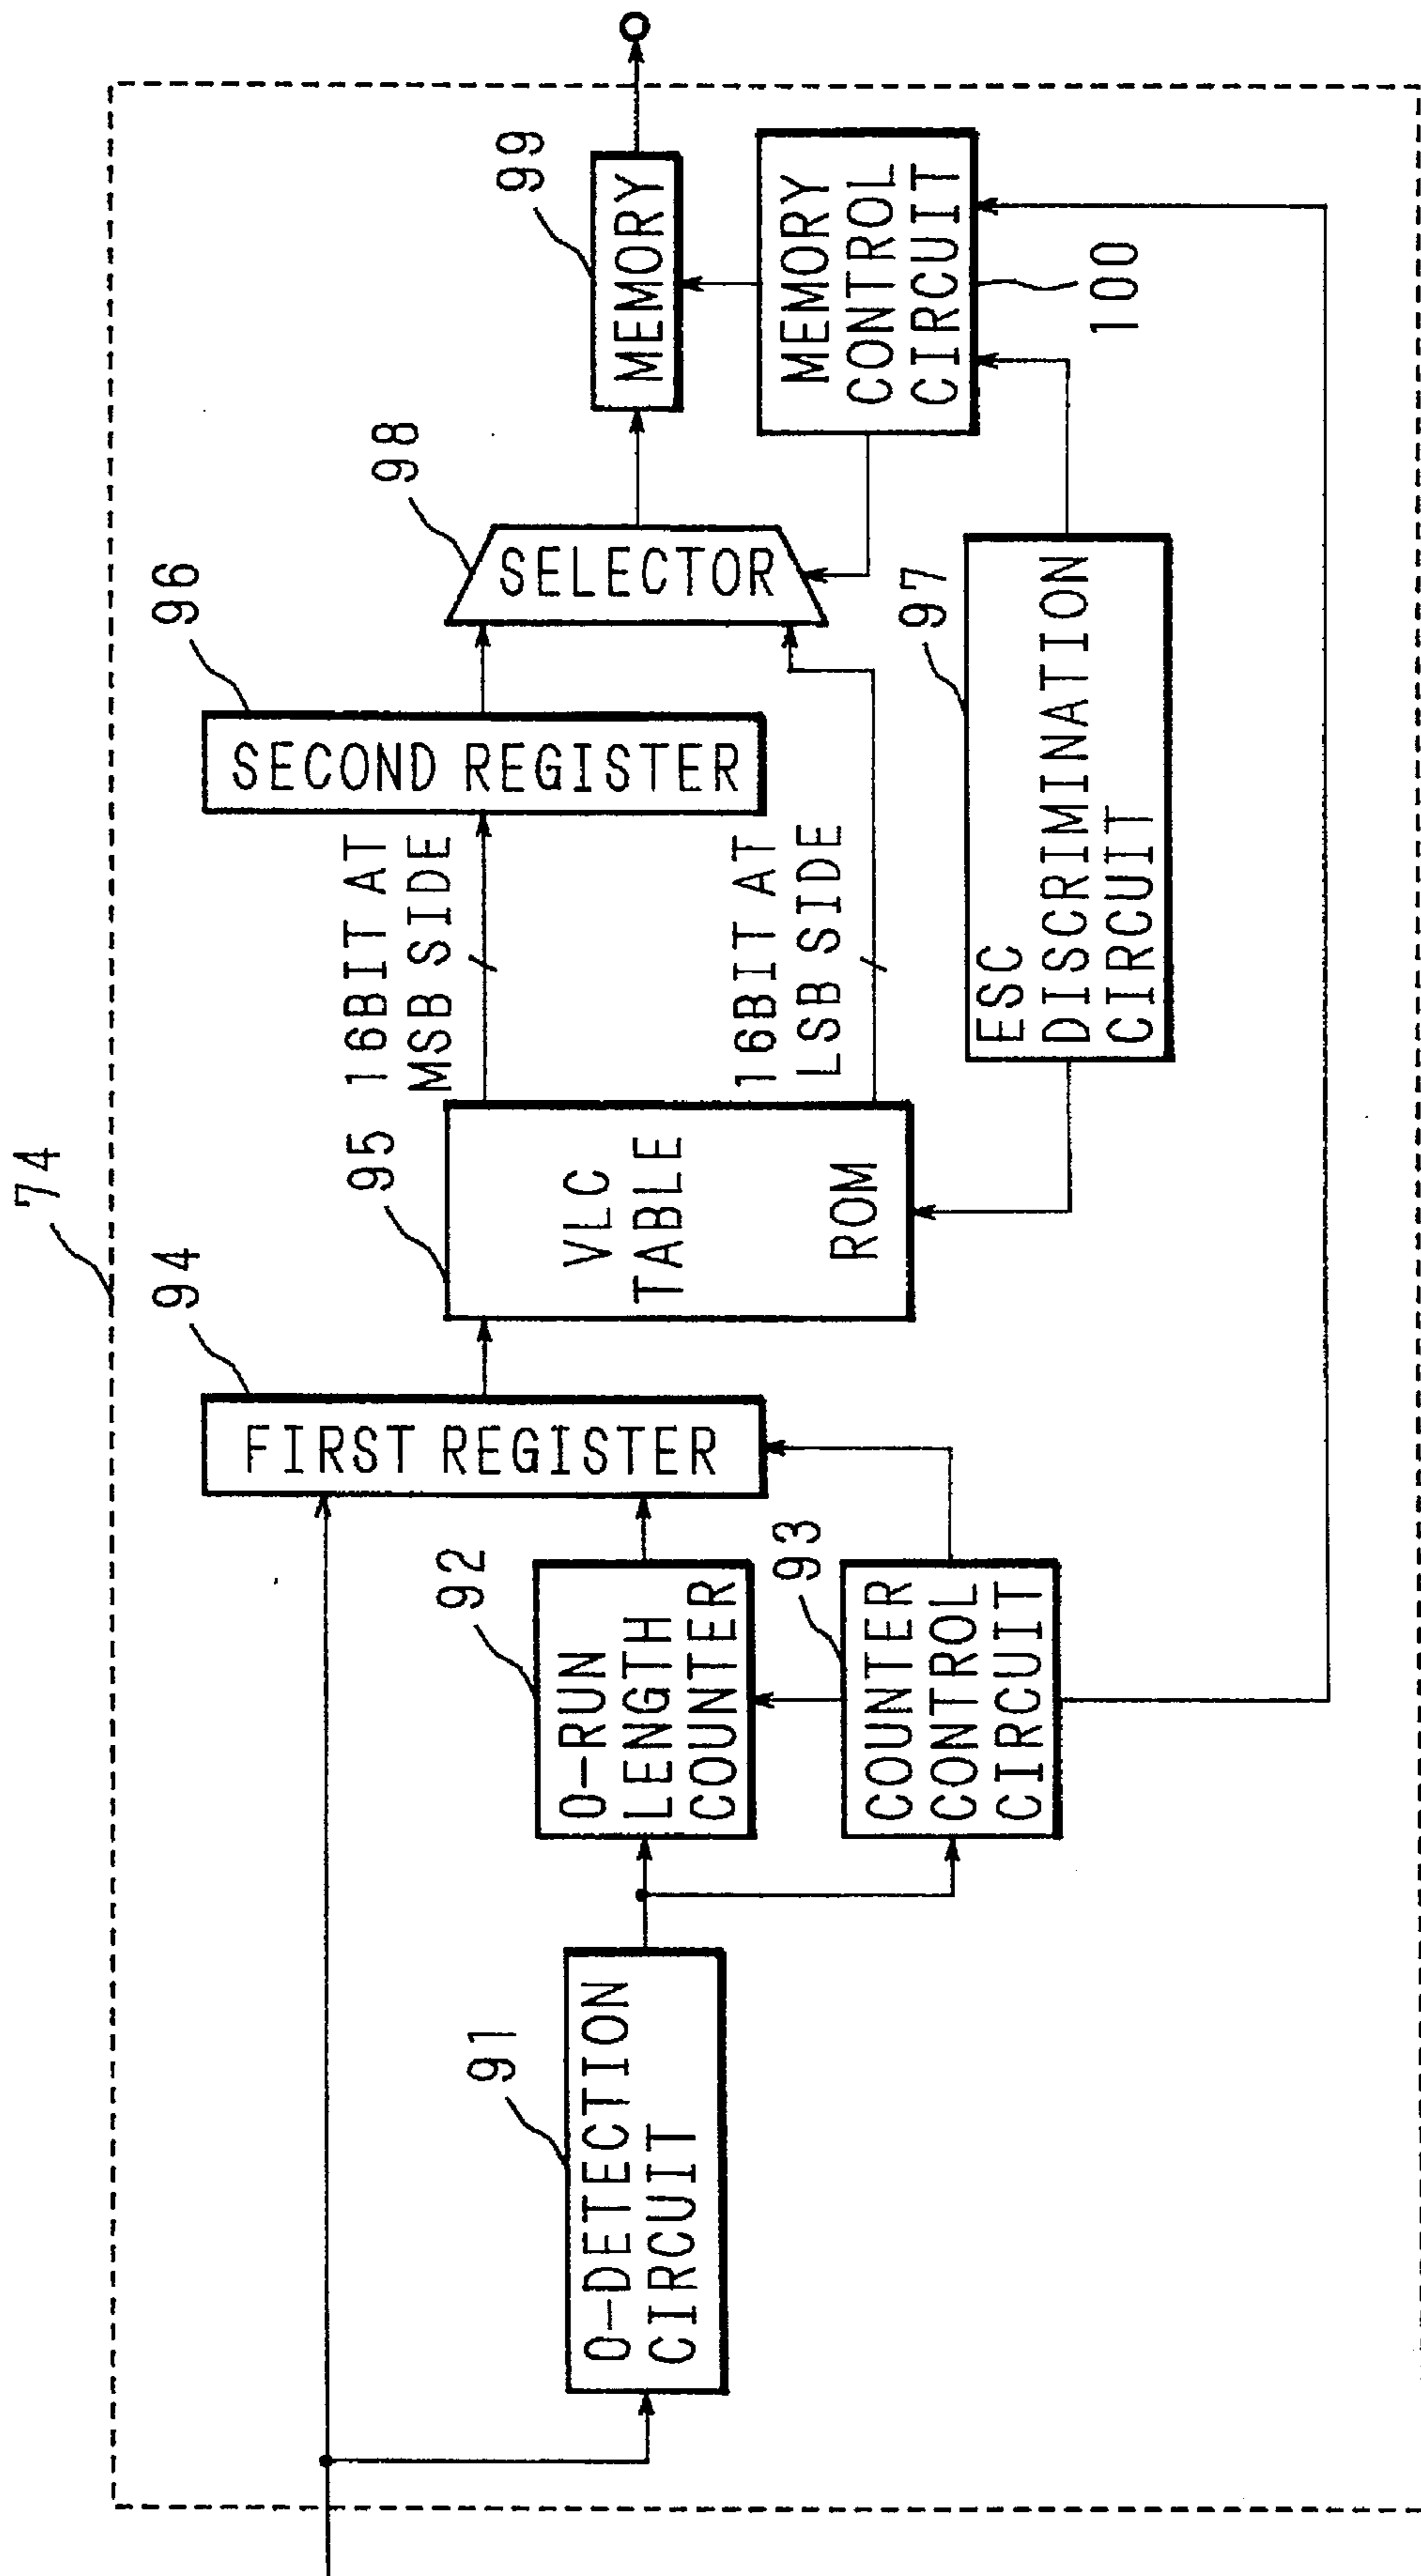 74
91
0-DETECTION
CIRCUIT
92
0-RUN
LENGTH
COUNTER
93
COUNTER
CONTROL
CIRCUIT
94
FIRST REGISTER
95
VLC
TABLE
ROM
16BIT AT
MSB SIDE
16BIT AT
LSB SIDE
96
SECOND REGISTER
97
ESC
DISCRIMINATION
CIRCUIT
98
SELECTOR
99
MEMORY
MEMORY
CONTROL
CIRCUIT
100